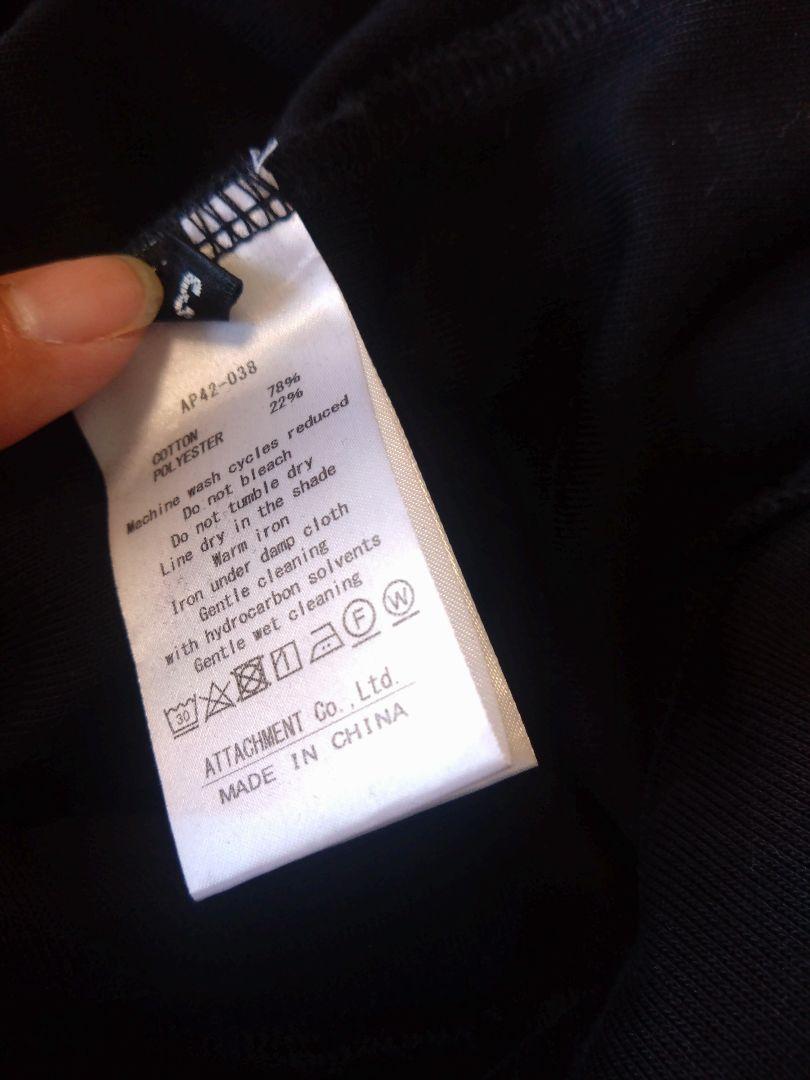 AP42-038
COTTON 78%
POLYESTER 22%
Machine wash cycles reduced
Do not bleach
Do not tumble dry
Line dry in the shade
Warm iron
Iron under damp cloth
Gentle cleaning
with hydrocarbon solvents
Gentle wet cleaning
30 F W
ATTACHMENT Co.,Ltd.
MADE IN CHINA